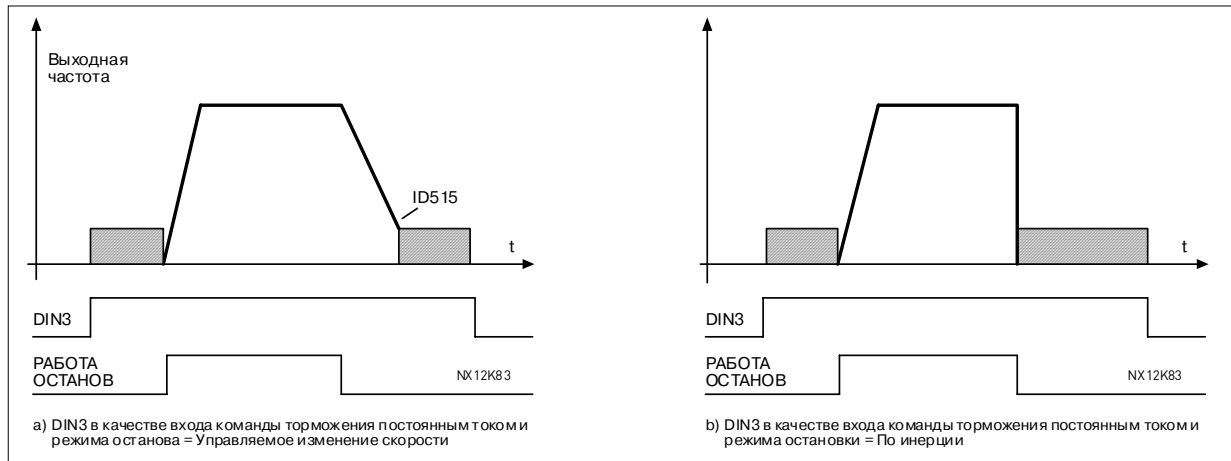 Выходная
частота
ID515
t
DIN3
РАБОТА
ОСТАНОВ
NX12K83
а) DIN3 в качестве входа команды торможения постоянным током и
режима останова = Управляемое изменение скорости
t
DIN3
РАБОТА
ОСТАНОВ
NX12K83
b) DIN3 в качестве входа команды торможения постоянным током и
режима остановки = По инерции